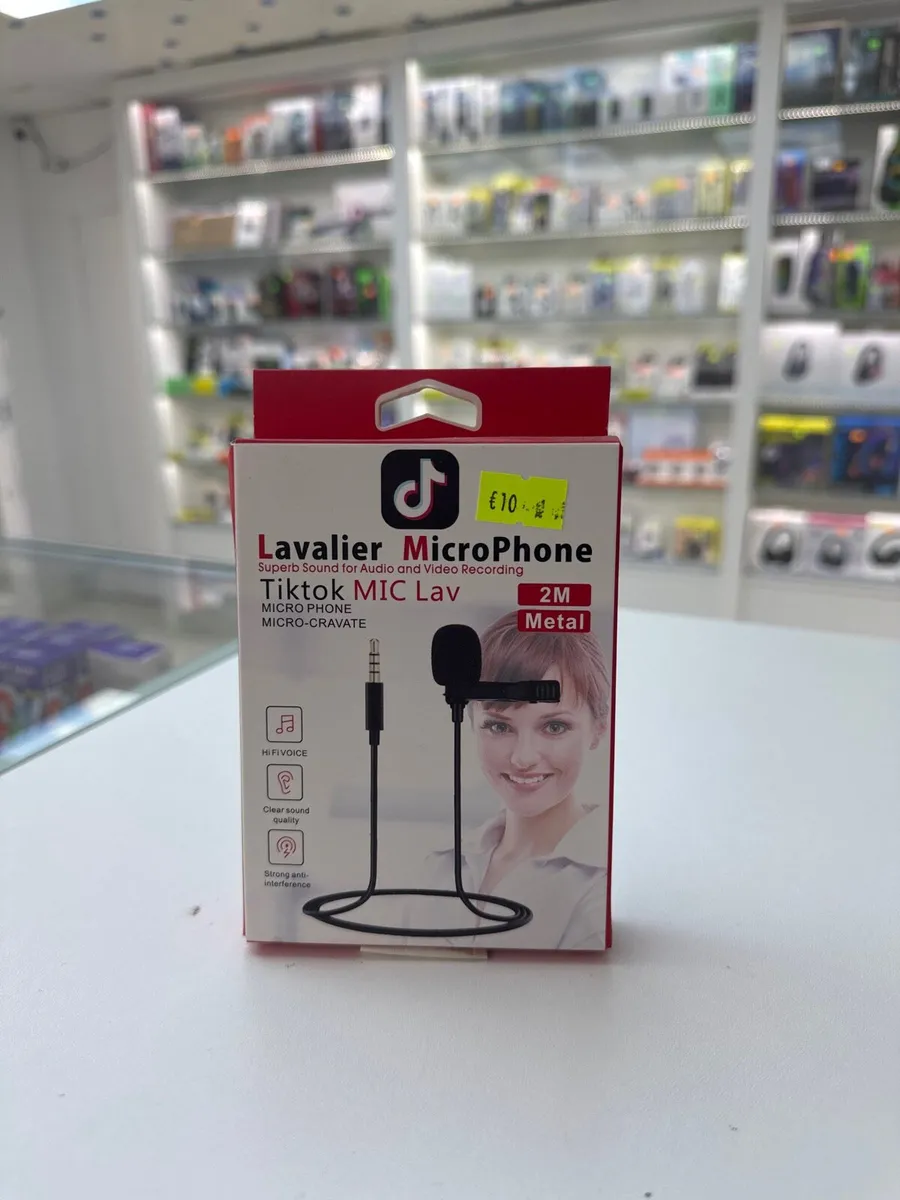 €10
Lavalier MicroPhone
Superb Sound for Audio and Video Recording
Tiktok MIC Lav
2M
MICRO PHONE
Metal
MICRO-CRAVATE
HiFi VOICE
Clear sound
quality
Strong anti-
interference